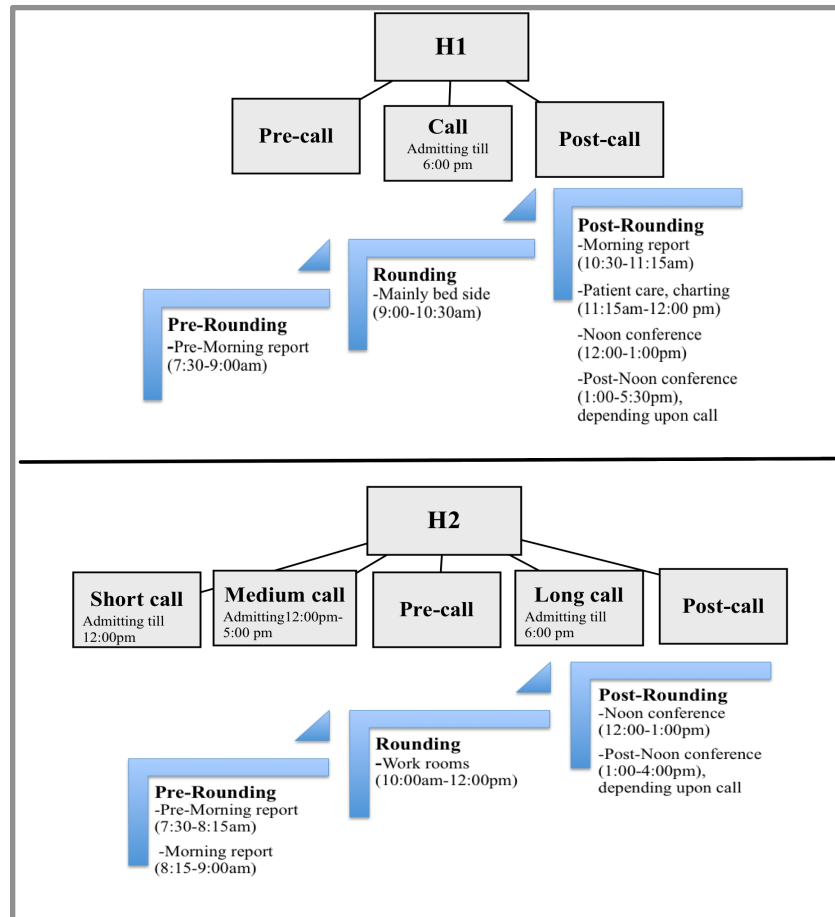 H1
Pre-call
Call
Admitting till
6:00 pm
Post-call
Pre-Rounding
-Pre-Morning report
(7:30-9:00am)
Rounding
-Mainly bed side
(9:00-10:30am)
Post-Rounding
-Morning report
(10:30-11:15am)
-Patient care, charting
(11:15am-12:00 pm)
-Noon conference
(12:00-1:00pm)
-Post-Noon conference
(1:00-5:30pm),
depending upon call
H2
Short call
Admitting till
12:00pm
Medium call
Admitting12:00pm-
5:00 pm
Pre-call
Long call
Admitting till
6:00 pm
Post-call
Pre-Rounding
-Pre-Morning report
(7:30-8:15am)
-Morning report
(8:15-9:00am)
Rounding
-Work rooms
(10:00am-12:00pm)
Post-Rounding
-Noon conference
(12:00-1:00pm)
-Post-Noon conference
(1:00-4:00pm),
depending upon call